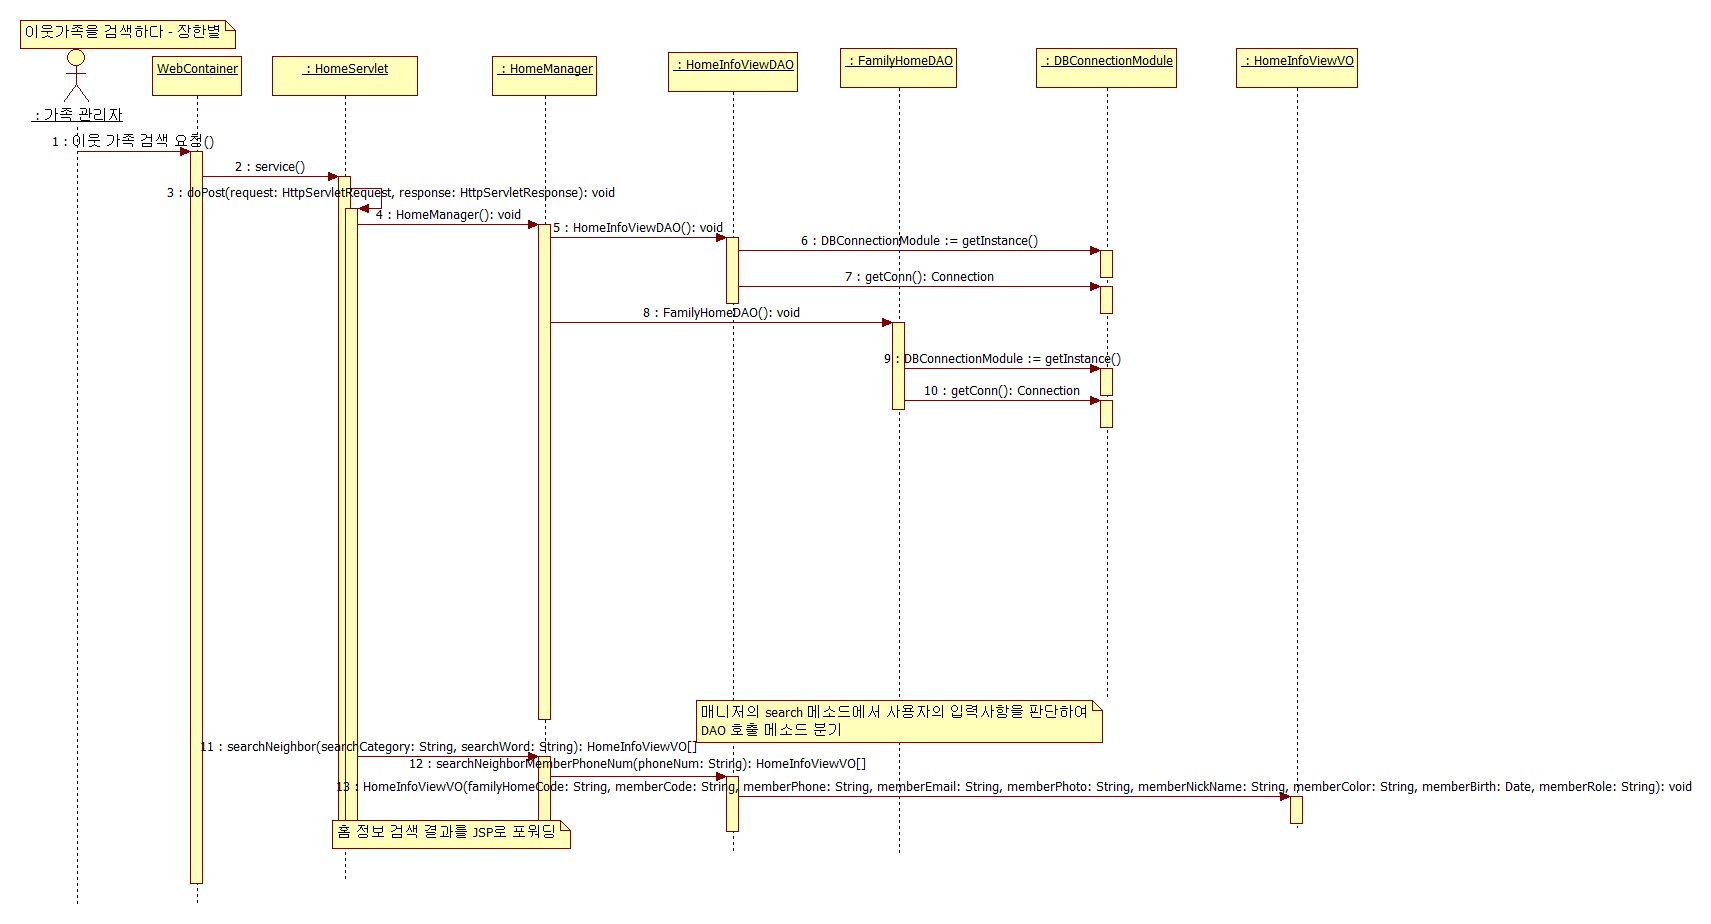 이웃가족을 검색하다 - 장한별
: 가족 관리자
WebContainer
: HomeServlet
: HomeManager
: HomeInfoViewDAO
: FamilyHomeDAO
: DBConnectionModule
: HomeInfoViewVO
1 : 이웃 가족 검색 요청()
2 : service()
3 : doPost(request: HttpServletRequest, response: HttpServletResponse): void
4 : HomeManager(): void
5 : HomeInfoViewDAO(): void
6 : DBConnectionModule := getInstance()
7 : getConn(): Connection
8 : FamilyHomeDAO(): void
9 : DBConnectionModule := getInstance()
10 : getConn(): Connection
매니저의 search 메소드에서 사용자의 입력사항을 판단하여
DAO 호출 메소드 분기
11 : searchNeighbor(searchCategory: String, searchWord: String): HomeInfoViewVO[]
12 : searchNeighborMemberPhoneNum(phoneNum: String): HomeInfoViewVO[]
13 : HomeInfoViewVO(familyHomeCode: String, memberCode: String, memberPhone: String, memberEmail: String, memberPhoto: String, memberNickName: String, memberColor: String, memberBirth: Date, memberRole: String): void
홈 정보 검색 결과를 JSP로 포워딩